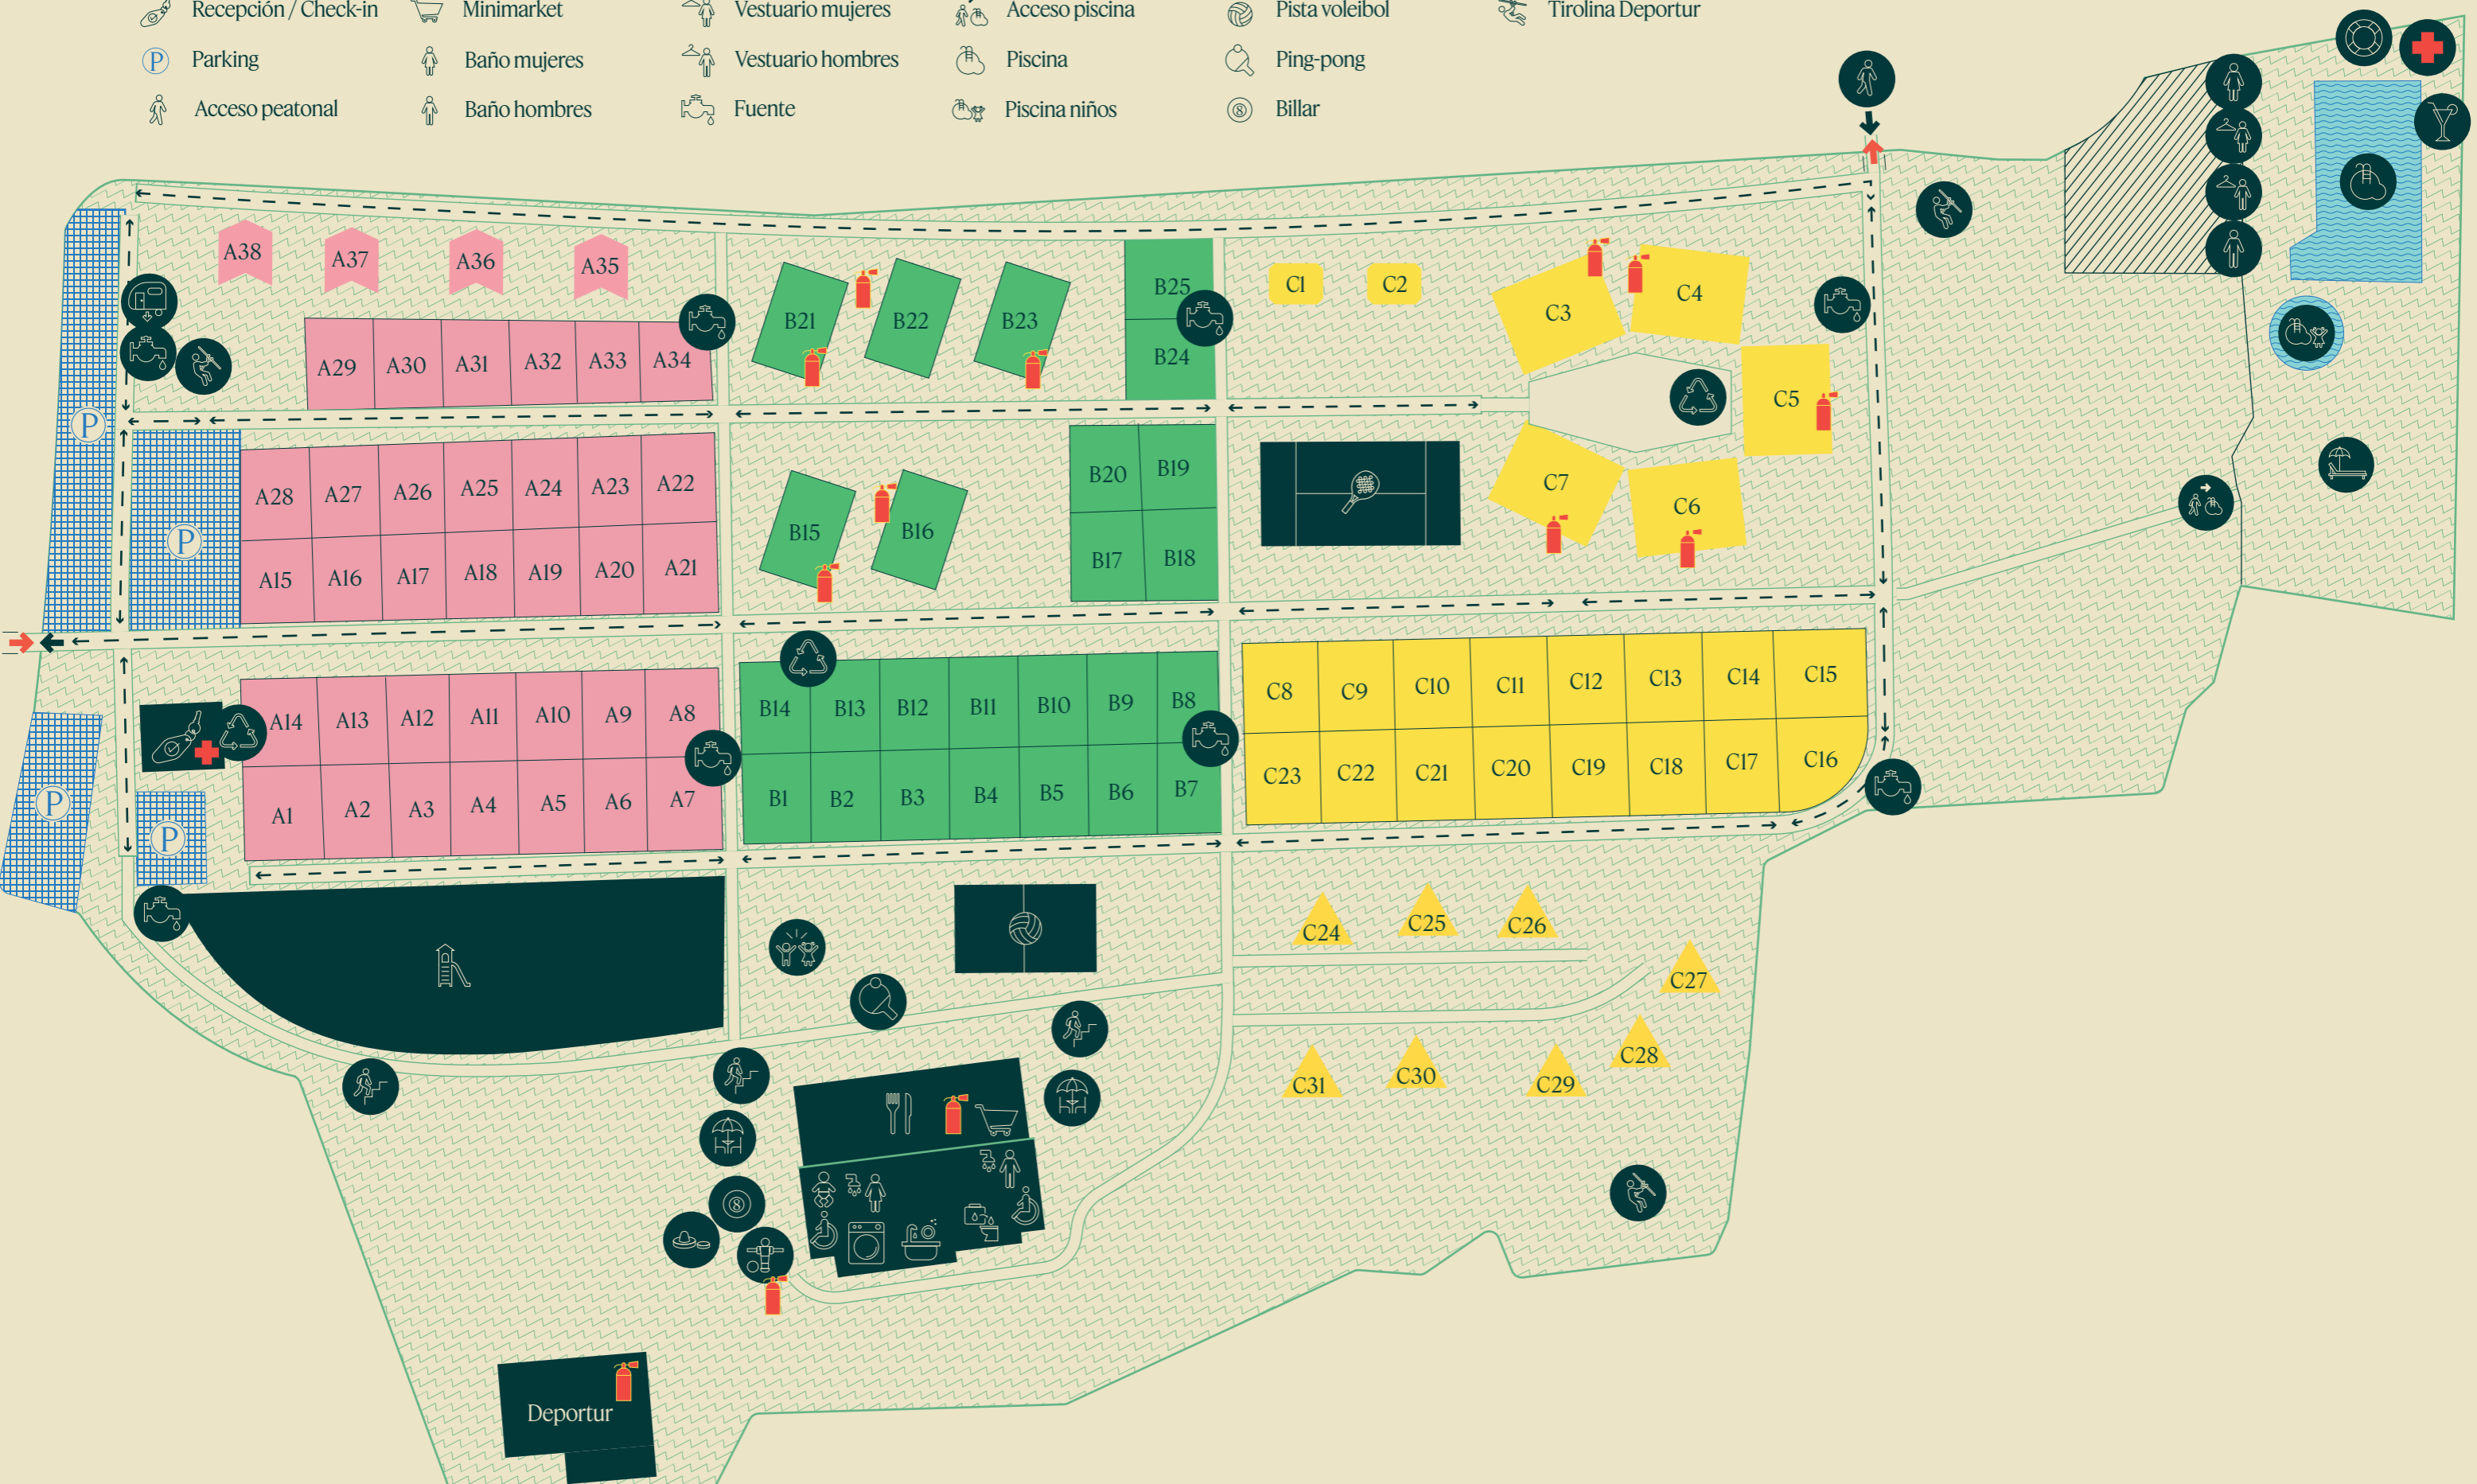 Recepción / Check-in Minimarket Vestuario mujeres Acceso piscina Pista voleibol Tirolina Deportur
P Parking Baño mujeres Vestuario hombres Piscina Ping-pong
Acceso peatonal Baño hombres Fuente Piscina niños 8 Billar
A38 A37 A36 A35
B25 C1 C2 C3 C4
B21 B22 B23
A29 A30 A31 A32 A33 A34 B24
P C5
A28 A27 A26 A25 A24 A23 A22 B20 B19 C7
P B15 B16 C6
A15 A16 A17 A18 A19 A20 A21 B17 B18
A14 A13 A12 A11 A10 A9 A8 B14 B13 B12 B11 B10 B9 B8 C8 C9 C10 C11 C12 C13 C14 C15
P A1 A2 A3 A4 A5 A6 A7 B1 B2 B3 B4 B5 B6 B7 C23 C22 C21 C20 C19 C18 C17 C16
P
C24 C25 C26
C27
C28
C31 C30 C29
8
Deportur